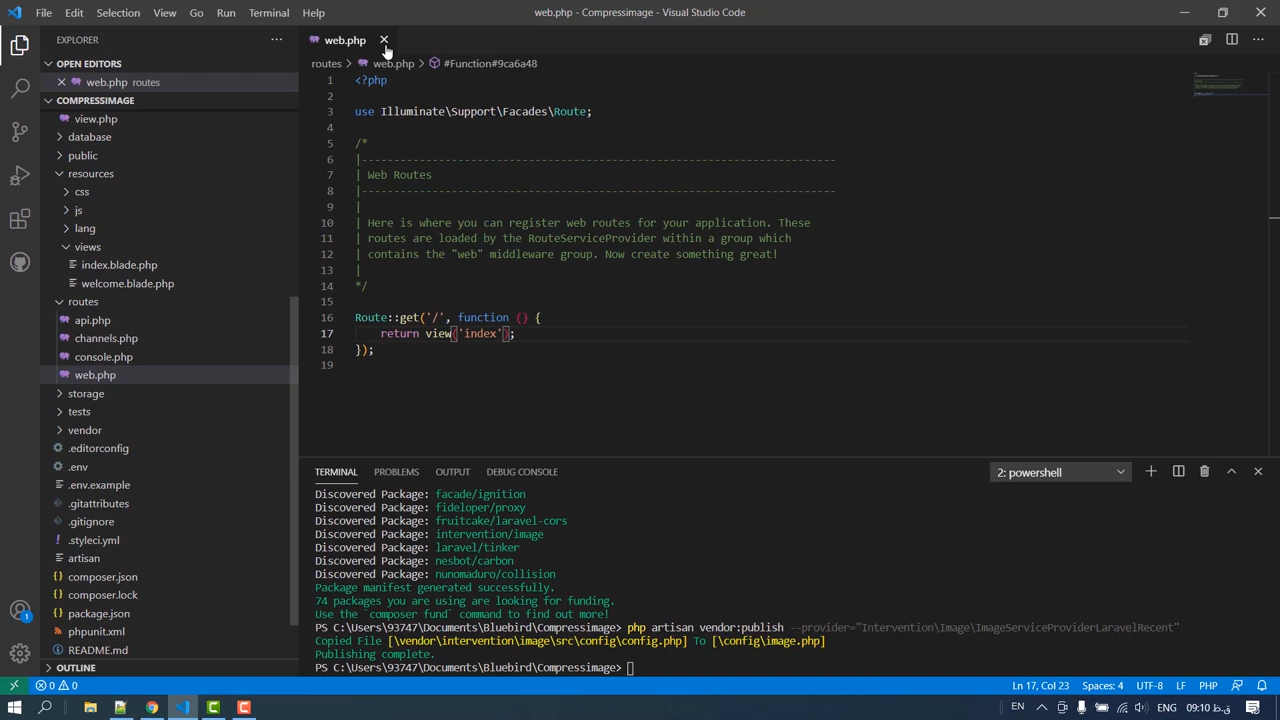 File Edit Selection View Go Run Terminal Help
web.php - Compressimage - Visual Studio Code
EXPLORER
OPEN EDITORS
web.php routes
COMPRESSIMAGE
view.php
database
public
resources
css
js
lang
views
index.blade.php
welcome.blade.php
routes
api.php
channels.php
console.php
web.php
storage
tests
vendor
.editorconfig
.env
.env.example
.gitattributes
.gitignore
.styleci.yml
artisan
composer.json
composer.lock
package.json
phpunit.xml
README.md
OUTLINE
web.php
routes > web.php > #Function#9ca6a48
1 <?php
2
3 use Illuminate\Support\Facades\Route;
4
5 /*
6 |--------------------------------------------------------------------------
7 | Web Routes
8 |--------------------------------------------------------------------------
9 |
10 | Here is where you can register web routes for your application. These
11 | routes are loaded by the RouteServiceProvider within a group which
12 | contains the "web" middleware group. Now create something great!
13 |
14 */
15
16 Route::get('/', function () {
17 return view('index');
18 });
19
TERMINAL PROBLEMS OUTPUT DEBUG CONSOLE
2: powershell
Discovered Package: facade/ignition
Discovered Package: fideloper/proxy
Discovered Package: fruitcake/laravel-cors
Discovered Package: intervention/image
Discovered Package: laravel/tinker
Discovered Package: nesbot/carbon
Discovered Package: nunomaduro/collision
Package manifest generated successfully.
74 packages you are using are looking for funding.
Use the `composer fund` command to find out more!
PS C:\Users\93747\Documents\Bluebird\Compressimage> php artisan vendor:publish --provider="Intervention\Image\ImageServiceProviderLaravelRecent"
Copied File [\vendor\intervention\image\src\config\config.php] To [\config\image.php]
Publishing complete.
PS C:\Users\93747\Documents\Bluebird\Compressimage>
1
0 0
Ln 17, Col 23 Spaces: 4 UTF-8 LF PHP
EN
ENG
09:10 ق.ظ